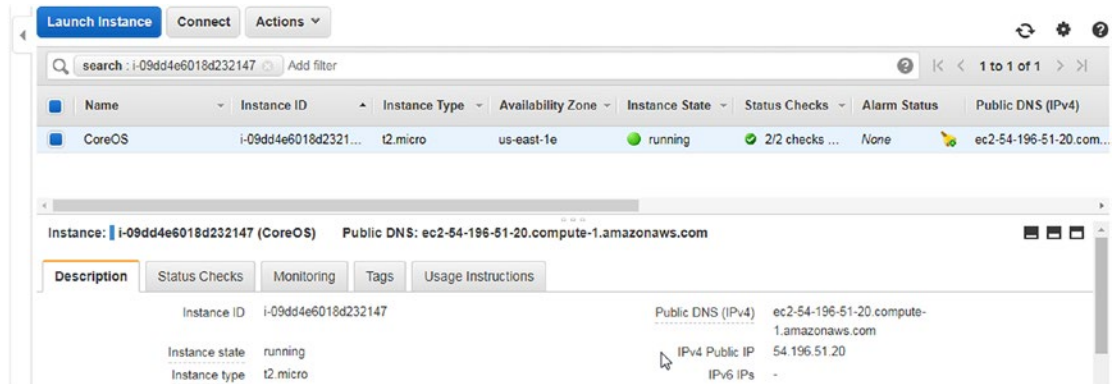 Launch Instance Connect Actions
search : i-09dd4e6018d232147 Add filter 1 to 1 of 1
Name Instance ID Instance Type Availability Zone Instance State Status Checks Alarm Status Public DNS (IPv4)
CoreOS i-09dd4e6018d2321... t2.micro us-east-1e running 2/2 checks ... None ec2-54-196-51-20.com...
Instance: i-09dd4e6018d232147 (CoreOS) Public DNS: ec2-54-196-51-20.compute-1.amazonaws.com
Description Status Checks Monitoring Tags Usage Instructions
Instance ID i-09dd4e6018d232147 Public DNS (IPv4) ec2-54-196-51-20.compute-
1.amazonaws.com
Instance state running IPv4 Public IP 54.196.51.20
Instance type t2.micro IPv6 IPs -